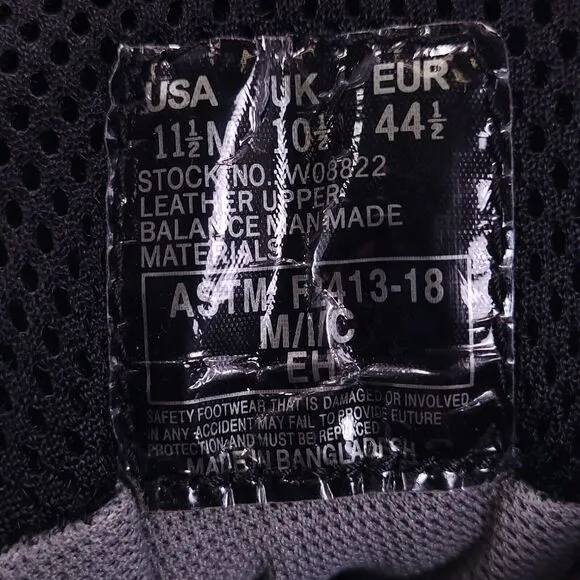 USA UK EUR
11½M 10½ 44½
STOCK NO. W08822
LEATHER UPPER
BALANCE MANMADE
MATERIALS
ASTM F2413-18
M/I/C
EH
SAFETY FOOTWEAR THAT IS DAMAGED OR INVOLVED
IN ANY ACCIDENT MAY FAIL TO PROVIDE FUTURE
PROTECTION AND MUST BE REPLACED
MADE IN BANGLADESH